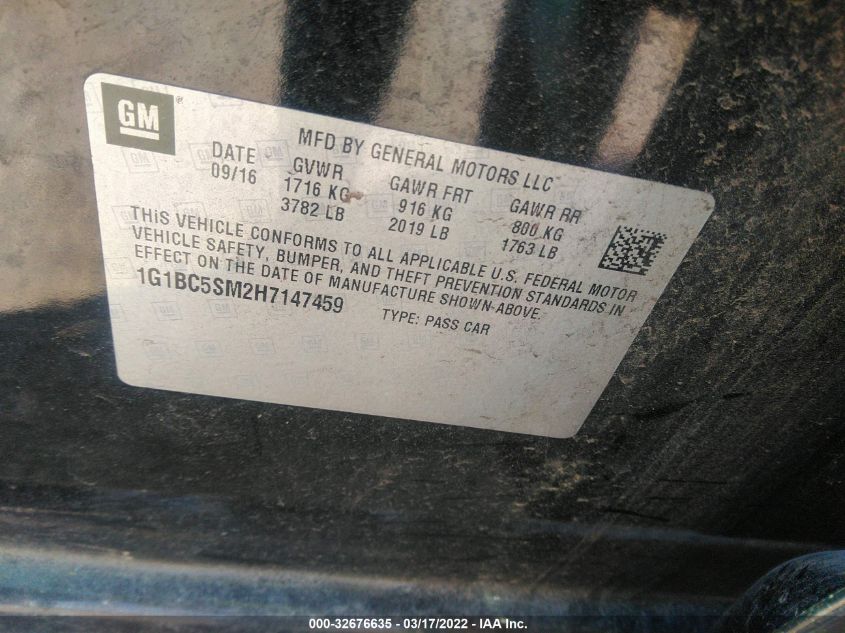 GM
MFD BY GENERAL MOTORS LLC
DATE GVWR GAWR FRT GAWR RR
09/16 1716 KG 916 KG 800 KG
3782 LB 2019 LB 1763 LB
THIS VEHICLE CONFORMS TO ALL APPLICABLE U.S. FEDERAL MOTOR
VEHICLE SAFETY, BUMPER, AND THEFT PREVENTION STANDARDS IN
EFFECT ON THE DATE OF MANUFACTURE SHOWN ABOVE.
1G1BC5SM2H7147459 TYPE: PASS CAR
000-32676635 - 03/17/2022 - IAA Inc.